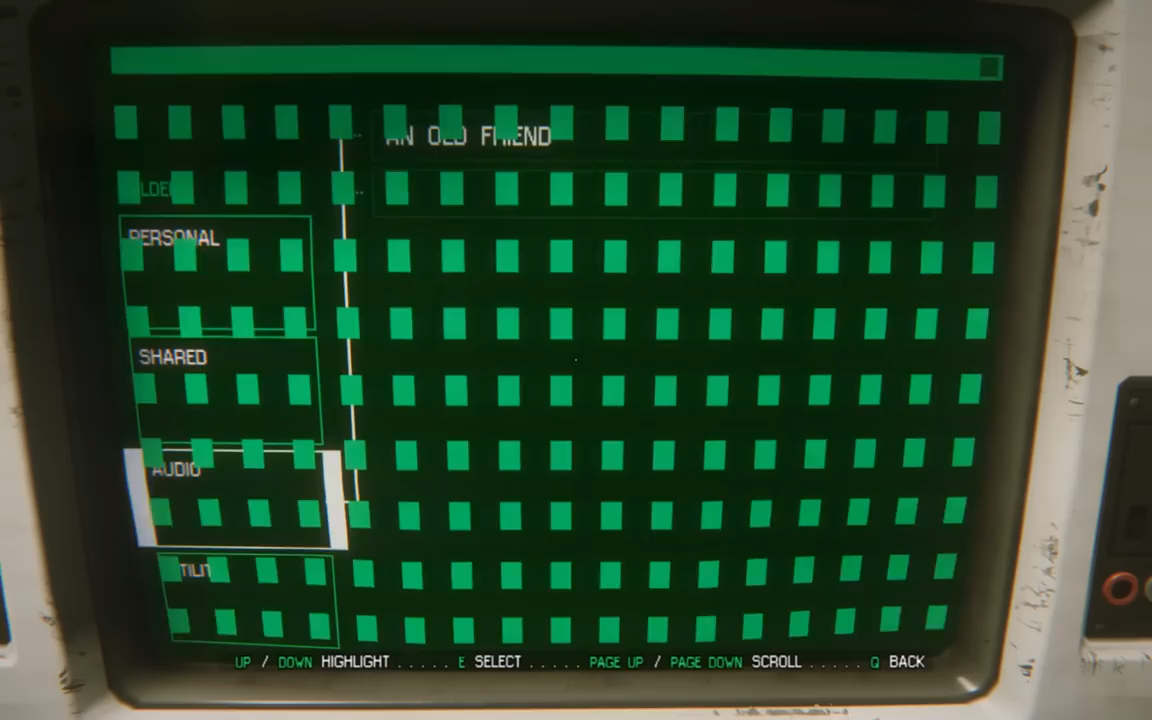 AN OLD FRIEND
PERSONAL
SHARED
AUDIO
UP / DOWN HIGHLIGHT ..... E SELECT ..... PAGE UP / PAGE DOWN SCROLL ...... Q BACK